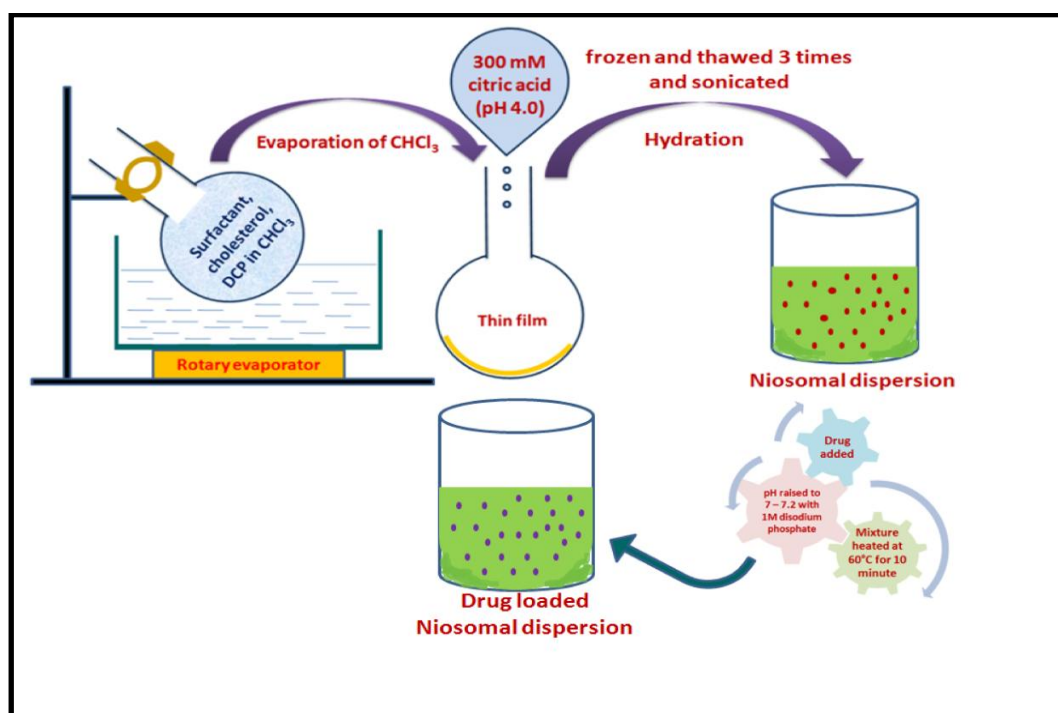 300 mM
citric acid
(pH 4.0)
frozen and thawed 3 times
and sonicated
Evaporation of CHCl₃
Hydration
Surfactant,
cholesterol,
DCP in CHCl₃
Thin film
Rotary evaporator
Niosomal dispersion
Drug
added
pH raised to
7 – 7.2 with
1M disodium
phosphate
Mixture
heated at
60°C for 10
minute
Drug loaded
Niosomal dispersion